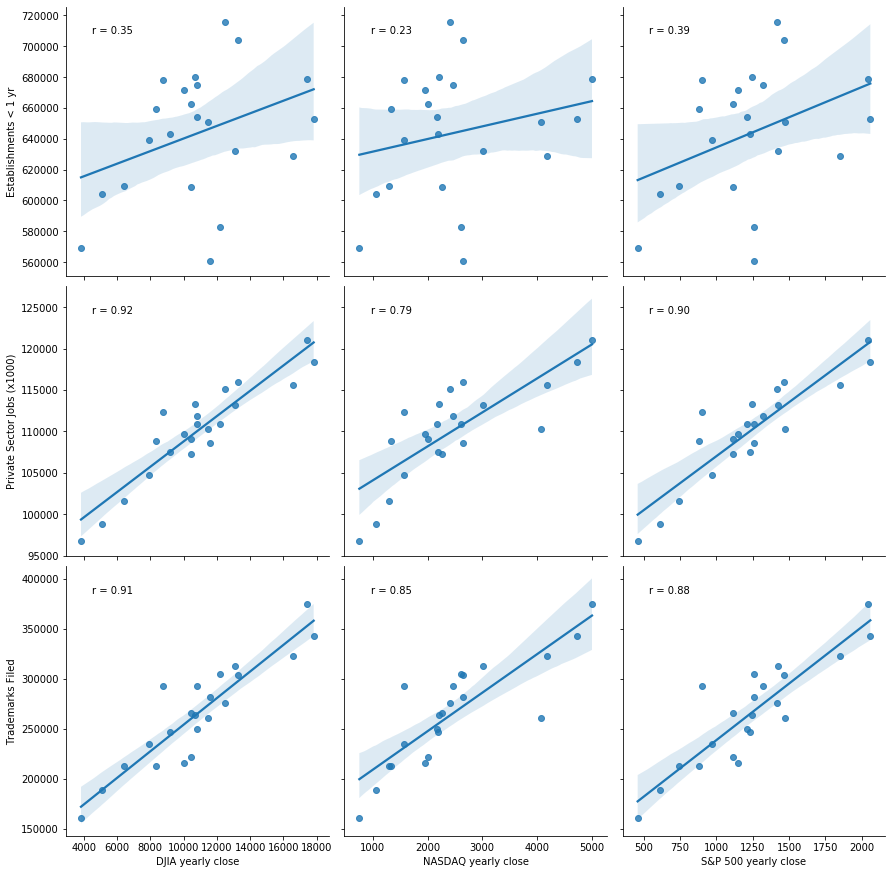 r = 0.35
r = 0.23
r = 0.39
720000
700000
680000
660000
640000
620000
600000
580000
560000
Establishments < 1 yr
r = 0.92
r = 0.79
r = 0.90
125000
120000
115000
110000
105000
100000
95000
Private Sector Jobs (x1000)
r = 0.91
r = 0.85
r = 0.88
400000
350000
300000
250000
200000
150000
Trademarks Filed
4000 6000 8000 10000 12000 14000 16000 18000
DJIA yearly close
1000 2000 3000 4000 5000
NASDAQ yearly close
500 750 1000 1250 1500 1750 2000
S&P 500 yearly close